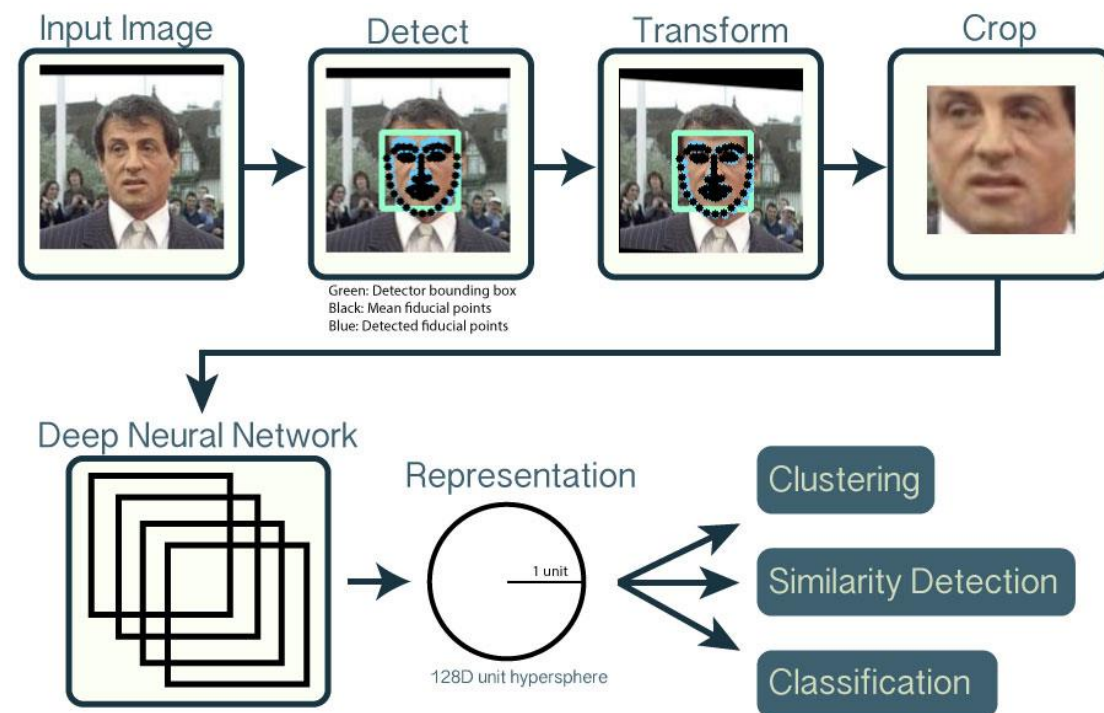 Input Image
Detect
Transform
Crop
Green: Detector bounding box
Black: Mean fiducial points
Blue: Detected fiducial points
Deep Neural Network
Representation
1 unit
128D unit hypersphere
Clustering
Similarity Detection
Classification